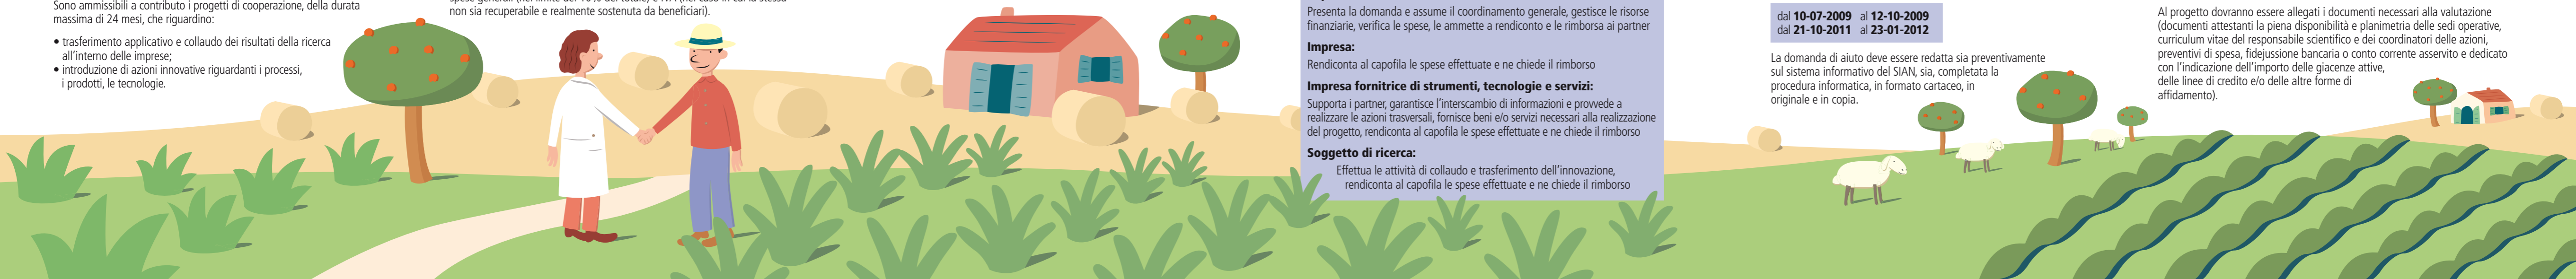 Sono ammissibili a contributo i progetti di cooperazione, della durata
massima di 24 mesi, che riguardino:
• trasferimento applicativo e collaudo dei risultati della ricerca
all’interno delle imprese;
• introduzione di azioni innovative riguardanti i processi,
i prodotti, le tecnologie.
non sia recuperabile e realmente sostenuta da beneficiari).
Presenta la domanda e assume il coordinamento generale, gestisce le risorse
finanziarie, verifica le spese, le ammette a rendiconto e le rimborsa ai partner
Impresa:
Rendiconta al capofila le spese effettuate e ne chiede il rimborso
Impresa fornitrice di strumenti, tecnologie e servizi:
Supporta i partner, garantisce l’interscambio di informazioni e provvede a
realizzare le azioni trasversali, fornisce beni e/o servizi necessari alla realizzazione
del progetto, rendiconta al capofila le spese effettuate e ne chiede il rimborso
Soggetto di ricerca:
Effettua le attività di collaudo e trasferimento dell’innovazione,
rendiconta al capofila le spese effettuate e ne chiede il rimborso
dal 10-07-2009 al 12-10-2009
dal 21-10-2011 al 23-01-2012
La domanda di aiuto deve essere redatta sia preventivamente
sul sistema informativo del SIAN, sia, completata la
procedura informatica, in formato cartaceo, in
originale e in copia.
Al progetto dovranno essere allegati i documenti necessari alla valutazione
(documenti attestanti la piena disponibilità e planimetria delle sedi operative,
curriculum vitae del responsabile scientifico e dei coordinatori delle azioni,
preventivi di spesa, fidejussione bancaria o conto corrente asservito e dedicato
con l’indicazione dell’importo delle giacenze attive,
delle linee di credito e/o delle altre forme di
affidamento).